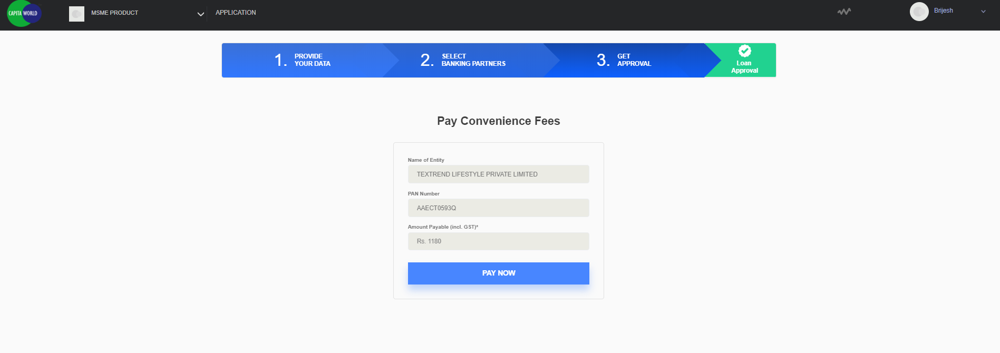 CAPITA WORLD
MSME PRODUCT
APPLICATION
Brijesh
1. PROVIDE
YOUR DATA
2. SELECT
BANKING PARTNERS
3. GET
APPROVAL
Loan
Approval
Pay Convenience Fees
Name of Entity
TEXTREND LIFESTYLE PRIVATE LIMITED
PAN Number
AAECT0593Q
Amount Payable (incl. GST)*
Rs. 1180
PAY NOW